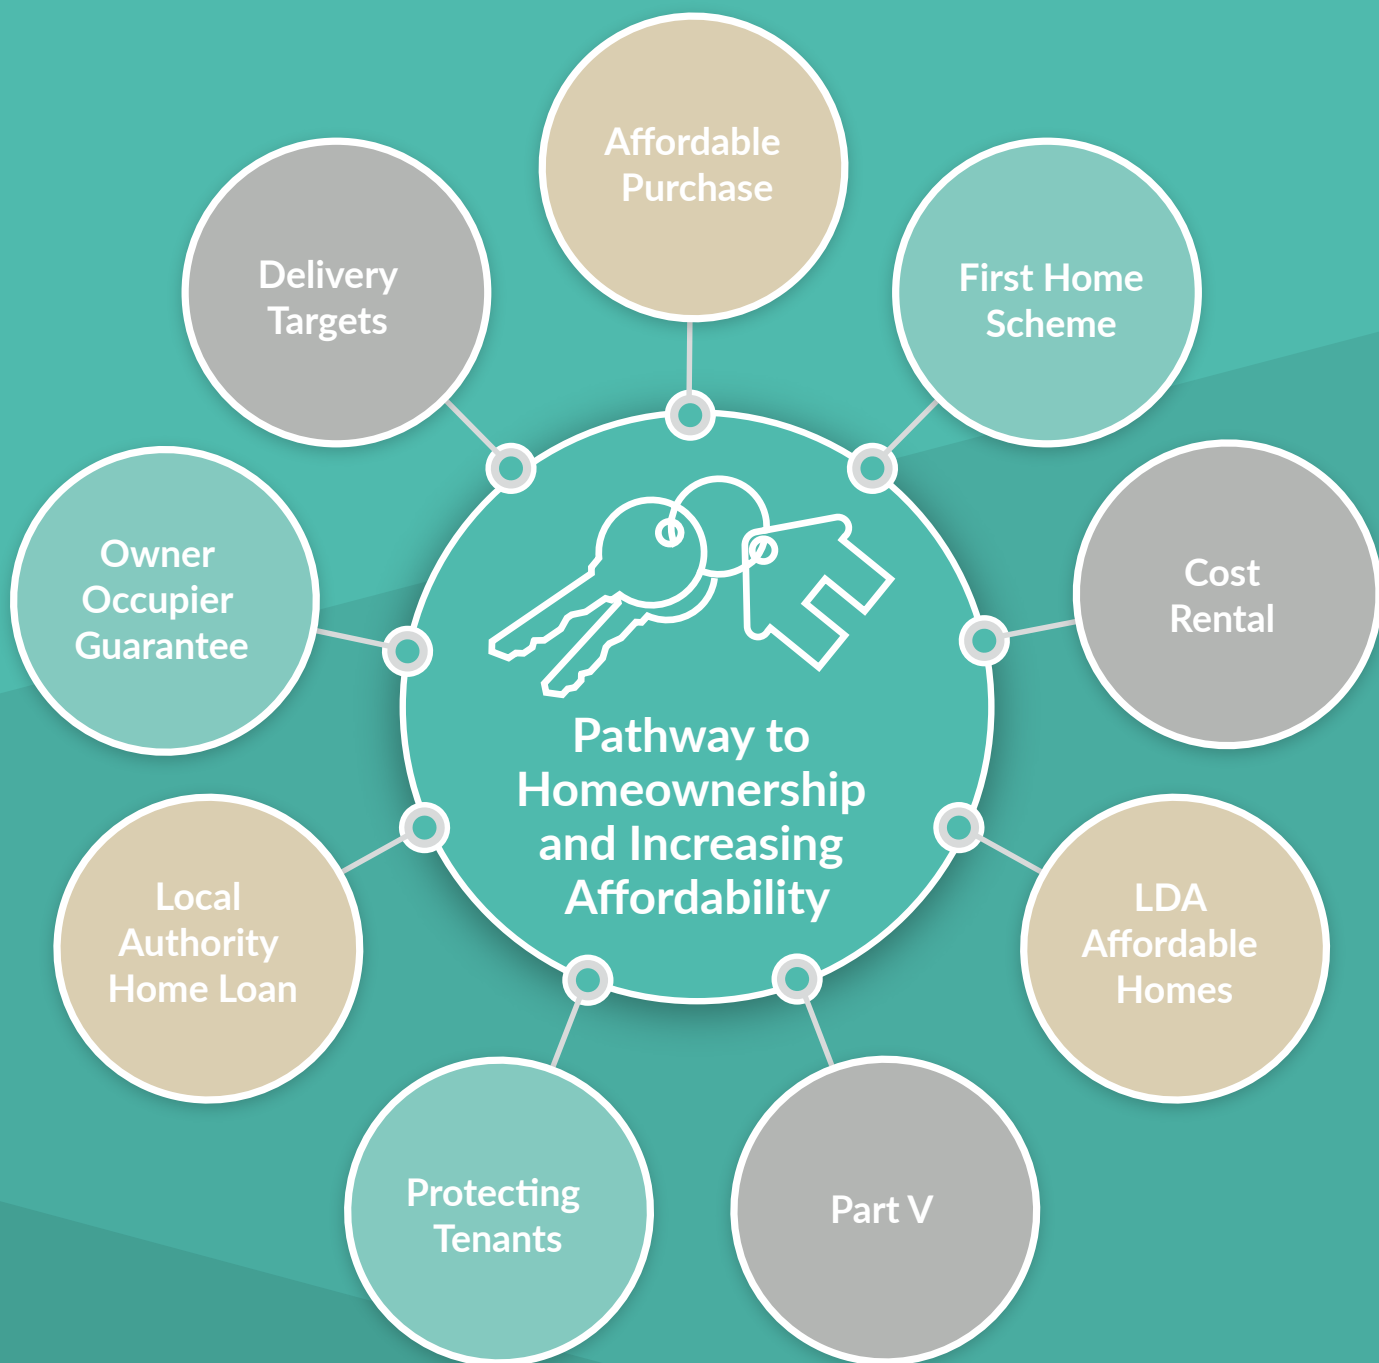 Affordable
Purchase
First Home
Scheme
Cost
Rental
LDA
Affordable
Homes
Part V
Protecting
Tenants
Local
Authority
Home Loan
Owner
Occupier
Guarantee
Delivery
Targets
Pathway to
Homeownership
and Increasing
Affordability